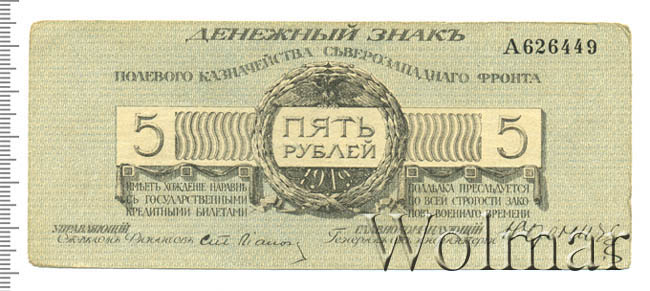 ДЕНЕЖНЫЙ ЗНАКЪ
А626449
ПОЛЕВОГО КАЗНАЧЕЙСТВА СѢВЕРОЗАПАДНАГО ФРОНТА
5 ПЯТЬ РУБЛЕЙ 5
1919
ИМѢЕТЪ ХОЖДЕНІЕ НАРАВНѢ
СЪ ГОСУДАРСТВЕННЫМИ
КРЕДИТНЫМИ БИЛЕТАМИ
ПОДДѢЛКА ПРЕСЛѢДУЕТСЯ
ПО ВСЕЙ СТРОГОСТИ ЗАКО-
НОВЪ ВОЕННАГО ВРЕМЕНИ
УПРАВЛЯЮЩІЙ
ГЛАВНОКОМАНДУЮЩІЙ
Wolmar